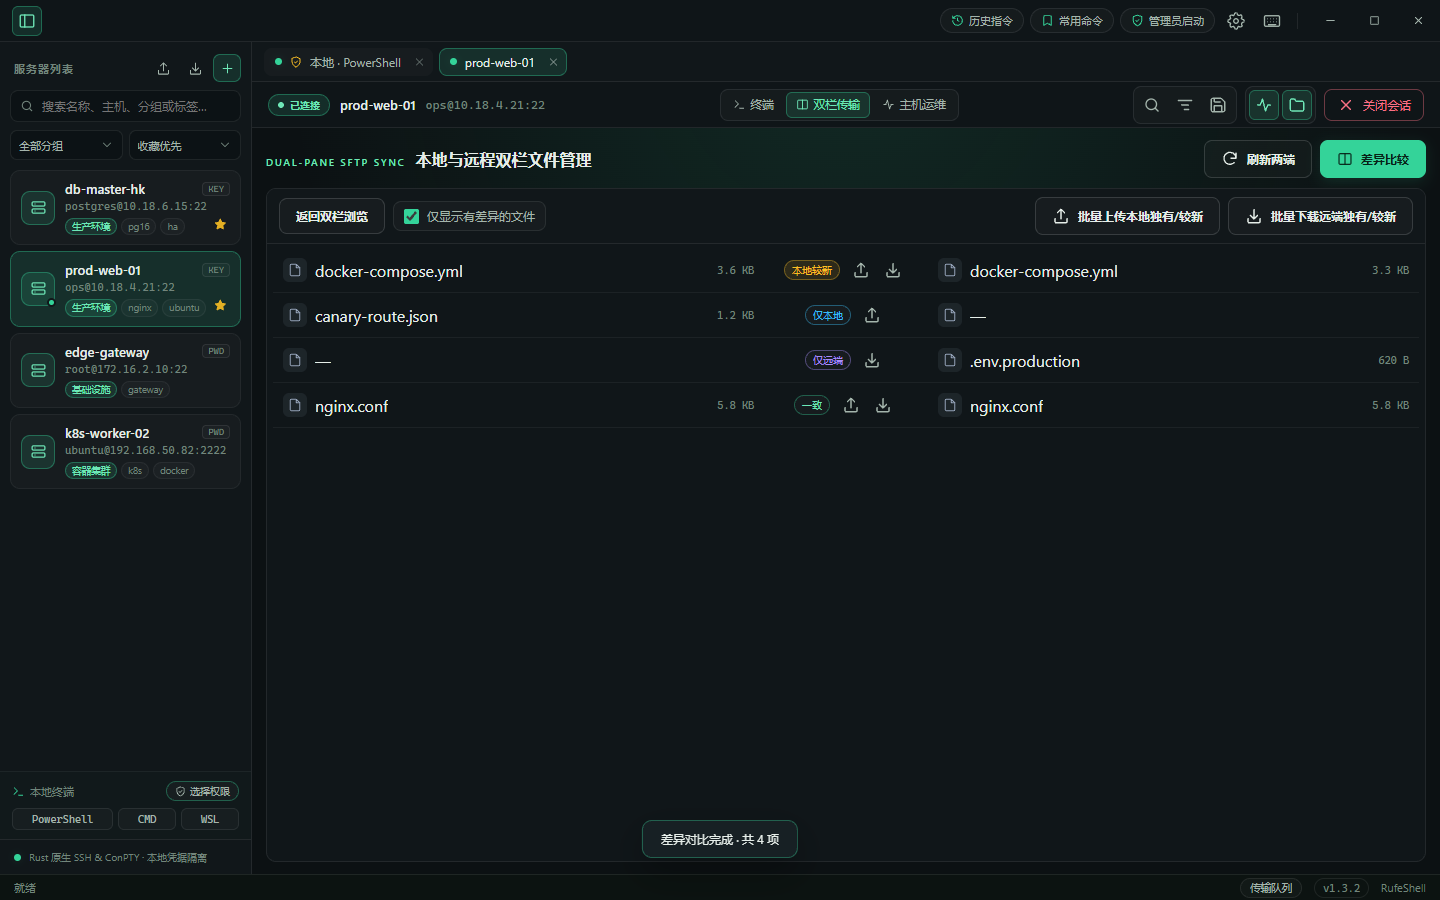 历史指令 常用命令 管理员启动
服务器列表
搜索名称、主机、分组或标签...
全部分组 收藏优先
db-master-hk KEY
postgres@10.18.6.15:22
生产环境 pg16 ha
prod-web-01 KEY
ops@10.18.4.21:22
生产环境 nginx ubuntu
edge-gateway PWD
root@172.16.2.10:22
基础设施 gateway
k8s-worker-02 PWD
ubuntu@192.168.50.82:2222
容器集群 k8s docker
本地终端 选择权限
PowerShell CMD WSL
Rust 原生 SSH & ConPTY · 本地凭据隔离
本地 · PowerShell prod-web-01
已连接 prod-web-01 ops@10.18.4.21:22 终端 双栏传输 主机运维 关闭会话
DUAL-PANE SFTP SYNC 本地与远程双栏文件管理 刷新两端 差异比较
返回双栏浏览 仅显示有差异的文件 批量上传本地独有/较新 批量下载远端独有/较新
docker-compose.yml 3.6 KB 本地较新 docker-compose.yml 3.3 KB
canary-route.json 1.2 KB 仅本地 —
— 仅远端 .env.production 620 B
nginx.conf 5.8 KB 一致 nginx.conf 5.8 KB
差异对比完成 · 共 4 项
就绪 传输队列 v1.3.2 RufeShell